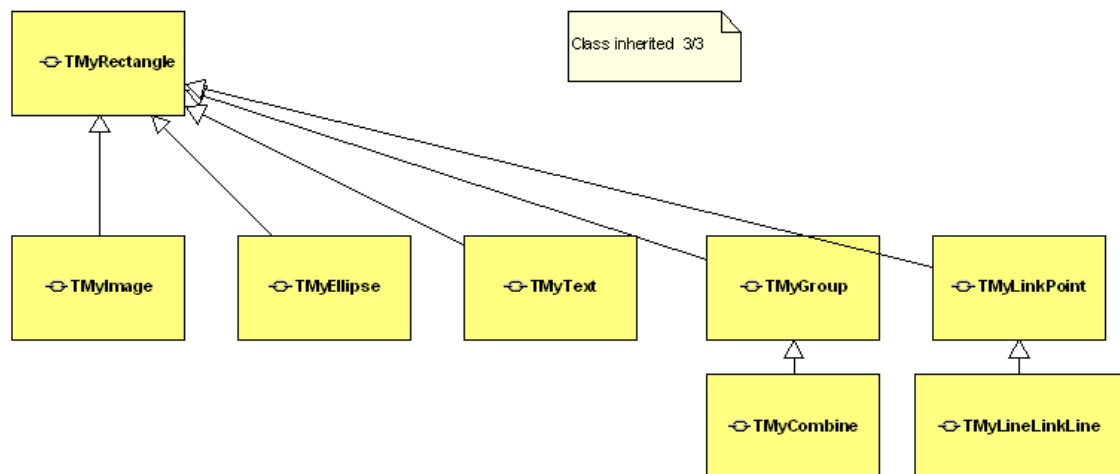 TMyRectangle
Class inherited 3/3
TMyImage
TMyEllipse
TMyText
TMyGroup
TMyLinkPoint
TMyCombine
TMyLineLinkLine